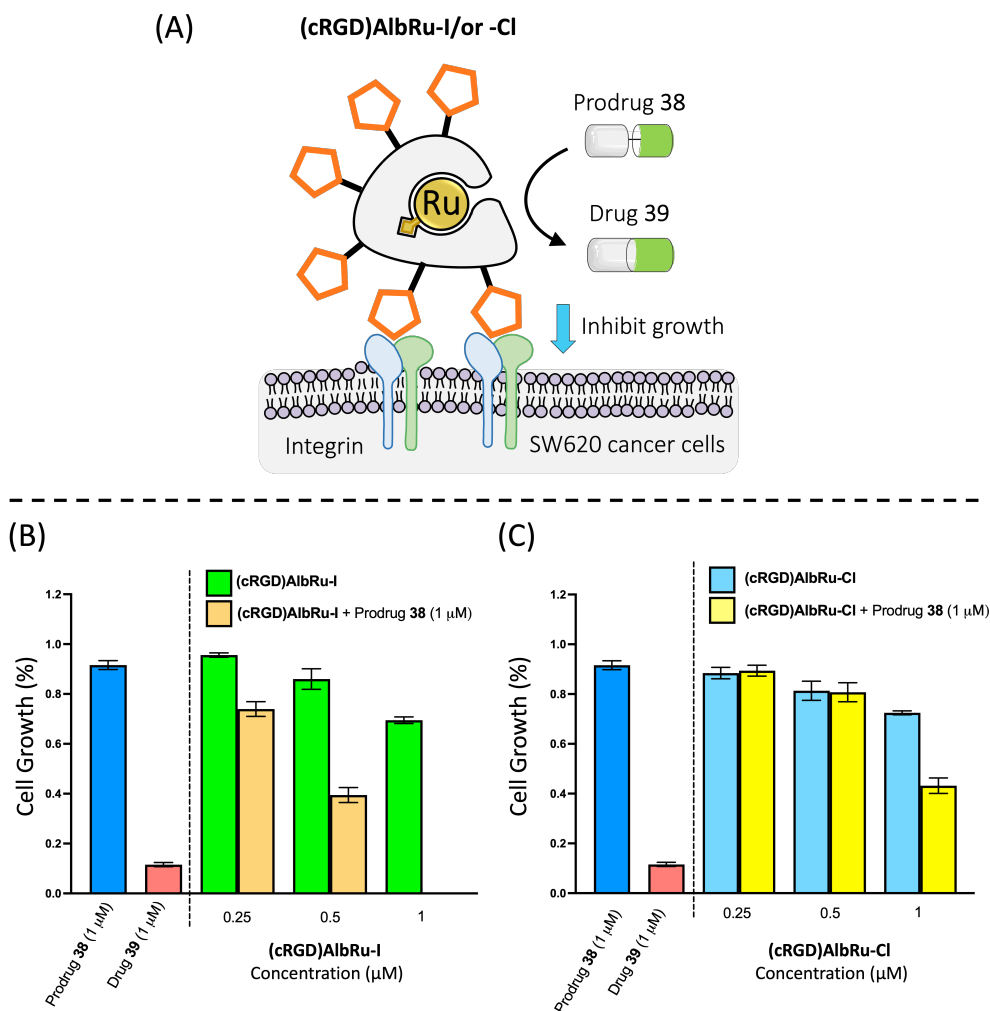 (A)
(cRGD)AlbRu-I/or -Cl
Ru
Prodrug 38
Drug 39
Inhibit growth
Integrin
SW620 cancer cells
(B)
(cRGD)AlbRu-I
(cRGD)AlbRu-I + Prodrug 38 (1 μM)
Cell Growth (%)
1.2
1.0
0.8
0.6
0.4
0.2
0.0
Prodrug 38 (1 μM)
Drug 39 (1 μM)
0.25
0.5
1
(cRGD)AlbRu-I
Concentration (μM)
(C)
(cRGD)AlbRu-Cl
(cRGD)AlbRu-Cl + Prodrug 38 (1 μM)
Cell Growth (%)
1.2
1.0
0.8
0.6
0.4
0.2
0.0
Prodrug 38 (1 μM)
Drug 39 (1 μM)
0.25
0.5
1
(cRGD)AlbRu-Cl
Concentration (μM)